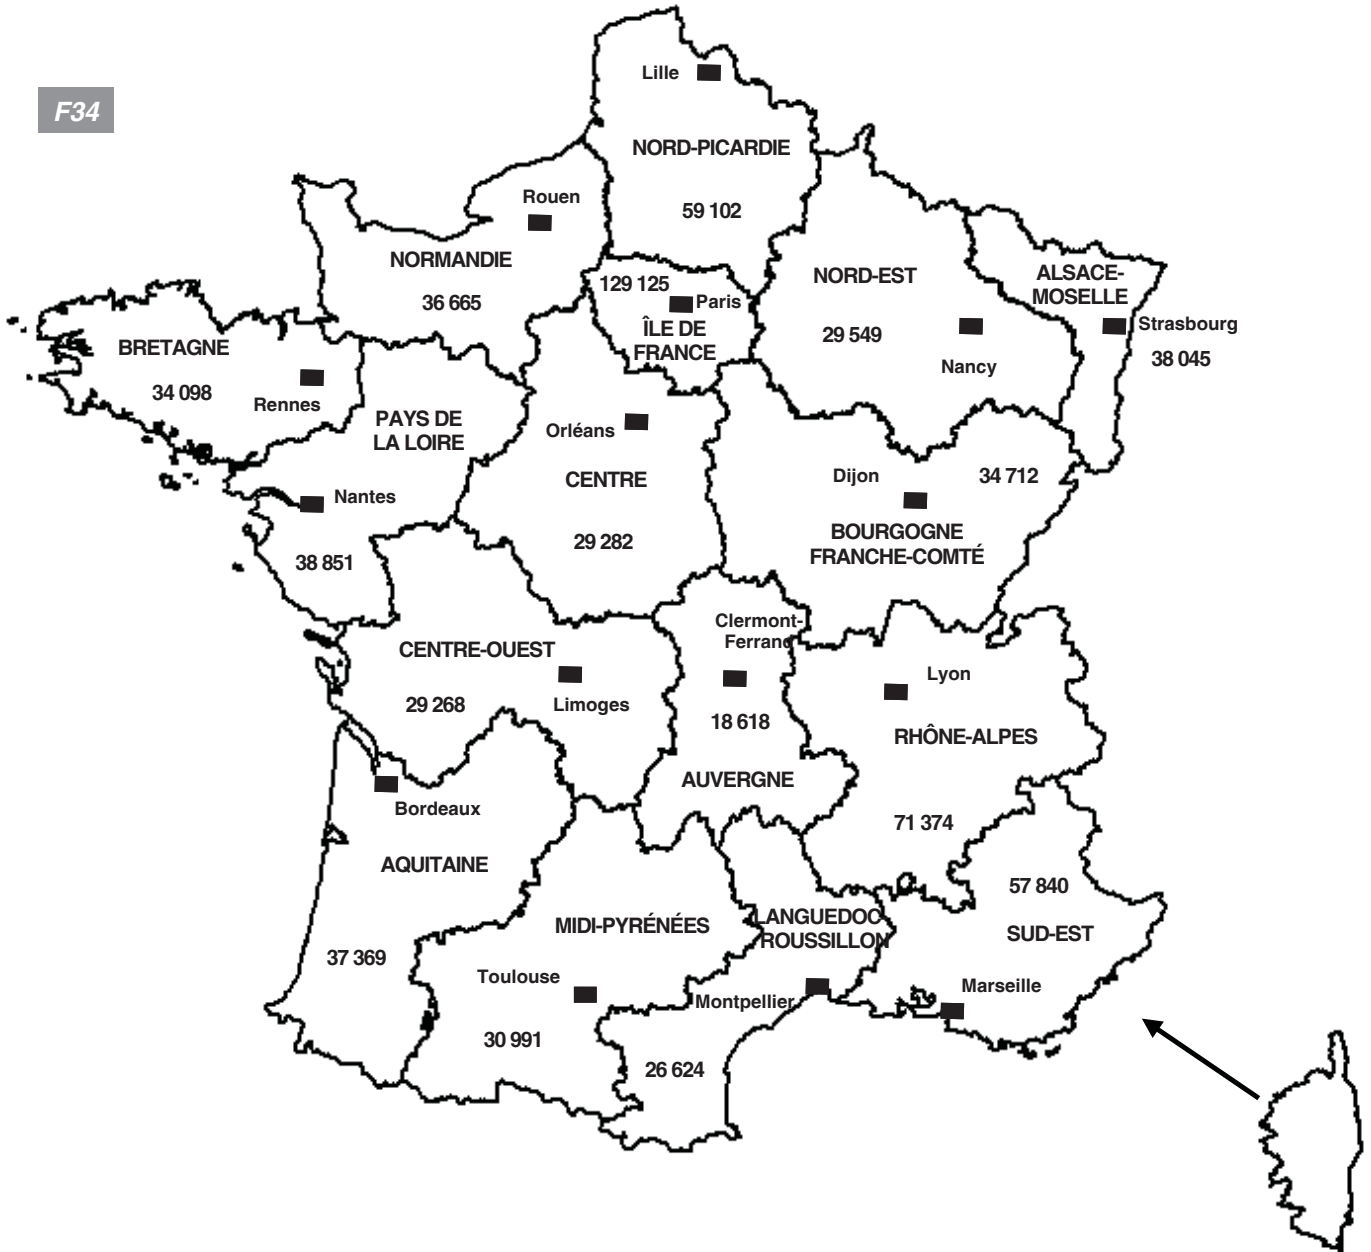 F34
Lille
NORD-PICARDIE
59 102
Rouen
NORMANDIE
36 665
129 125
Paris
ÎLE DE
FRANCE
NORD-EST
29 549
Nancy
ALSACE-
MOSELLE
Strasbourg
38 045
BRETAGNE
34 098
Rennes
PAYS DE
LA LOIRE
Nantes
38 851
Orléans
CENTRE
29 282
Dijon
34 712
BOURGOGNE
FRANCHE-COMTÉ
CENTRE-OUEST
29 268
Limoges
Clermont-
Ferrand
18 618
AUVERGNE
Lyon
RHÔNE-ALPES
71 374
Bordeaux
AQUITAINE
37 369
MIDI-PYRÉNÉES
Toulouse
30 991
LANGUEDOC-
ROUSSILLON
Montpellier
26 624
57 840
SUD-EST
Marseille